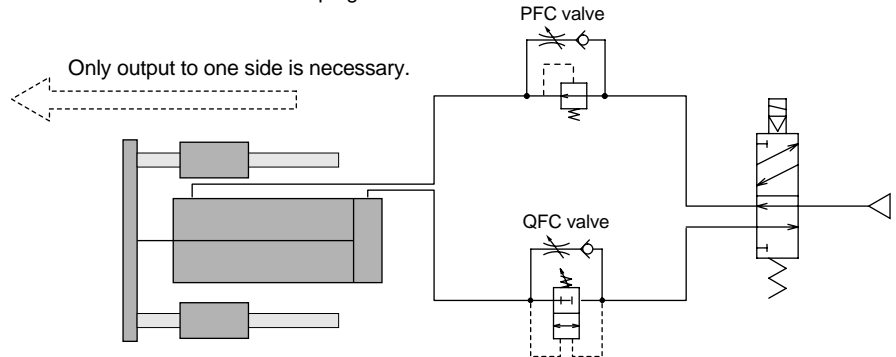 PFC valve
Only output to one side is necessary.
QFC valve